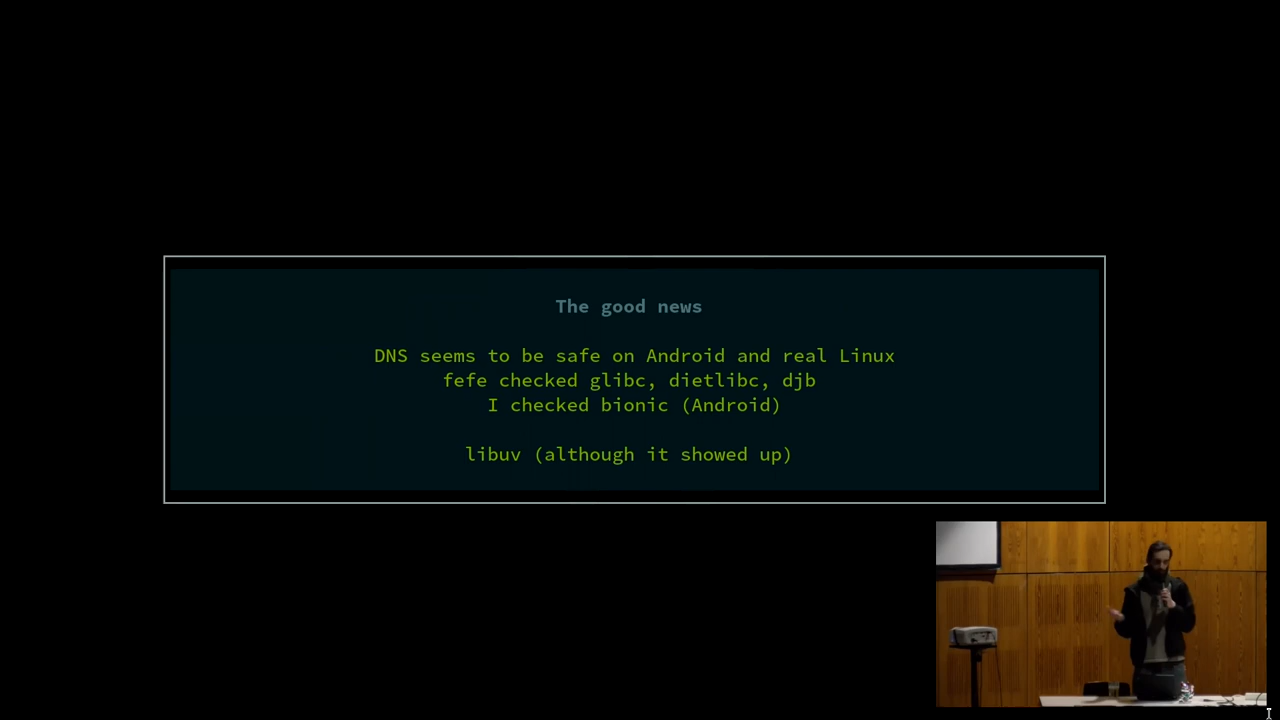 The good news
DNS seems to be safe on Android and real Linux
fefe checked glibc, dietlibc, djb
I checked bionic (Android)
libuv (although it showed up)